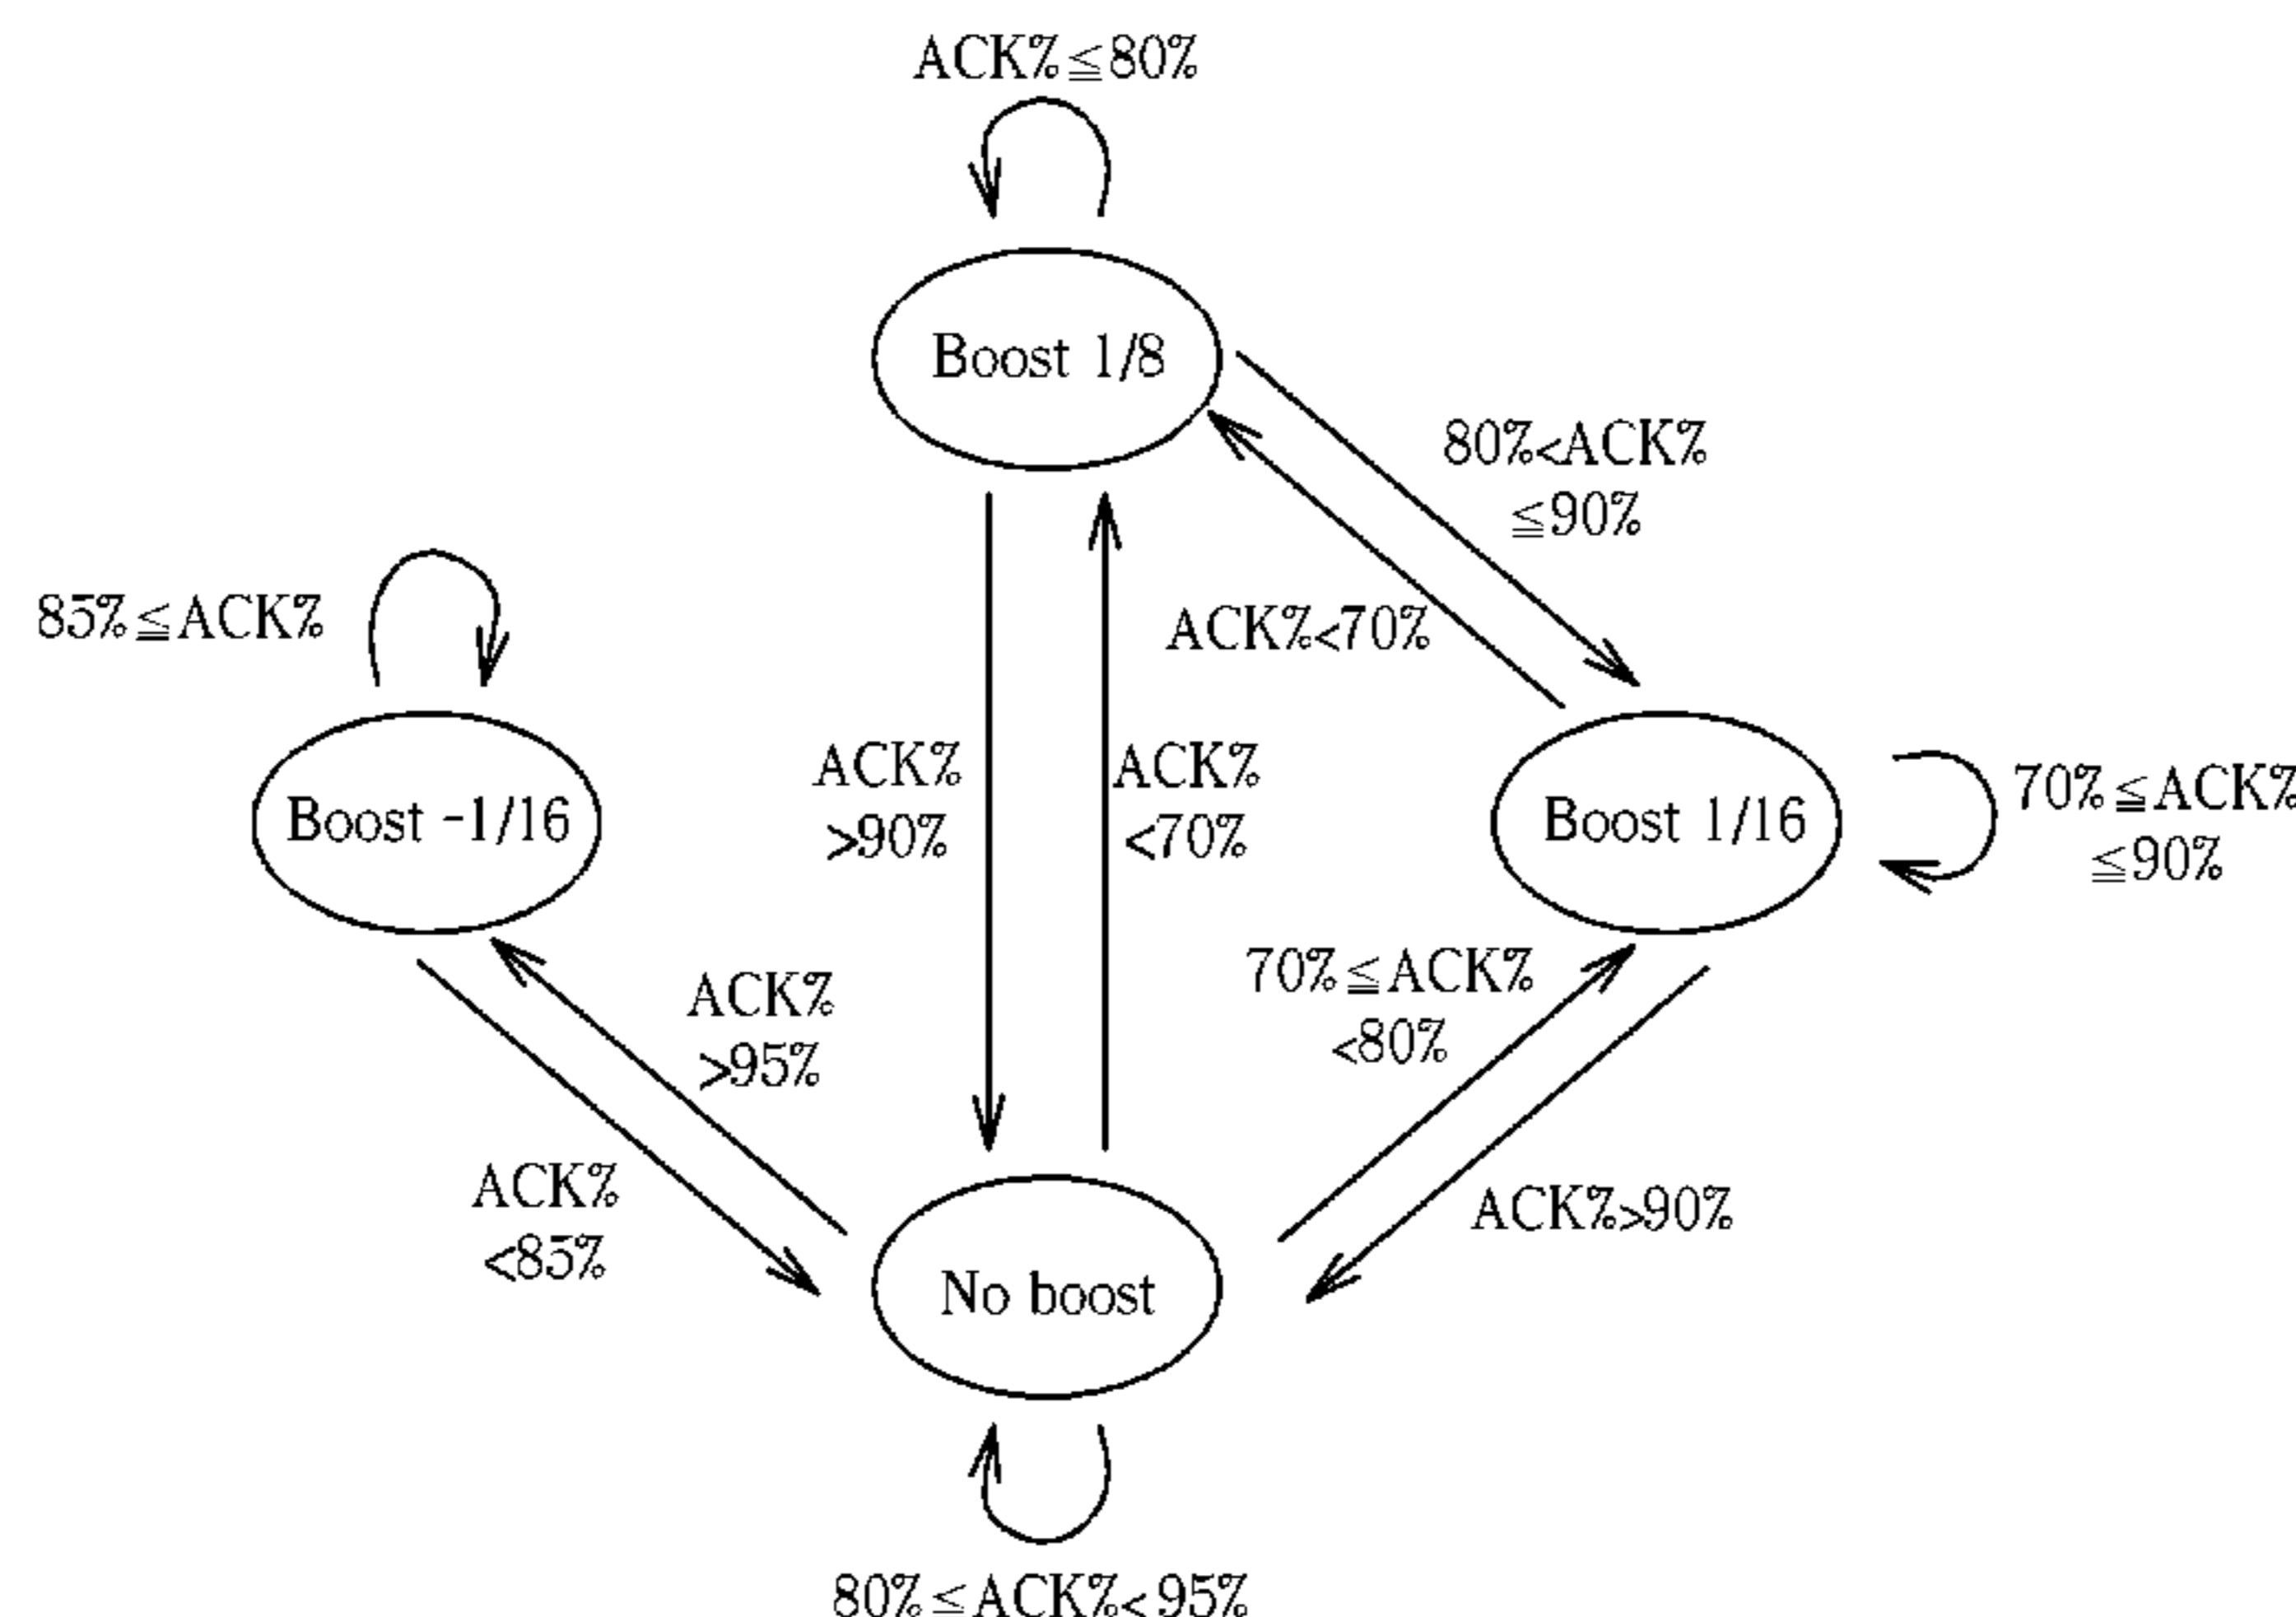 ACK%≦80%
Boost 1/8
80%<ACK%
≦90%
85%≦ACK%
ACK%<70%
Boost -1/16
ACK%
>90%
ACK%
<70%
Boost 1/16
70%≦ACK%
≦90%
ACK%
>95%
70%≦ACK%
<80%
ACK%
<85%
ACK%>90%
No boost
80%≦ACK%<95%